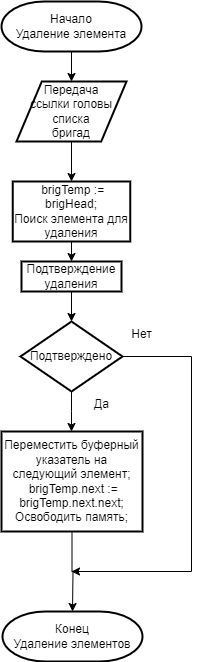 Начало
Удаление элемента
Передача
ссылки головы
списка
бригад
brigTemp :=
brigHead;
Поиск элемента для
удаления
Подтверждение
удаления
Нет
Подтверждено
Да
Переместить буферный
указатель на
следующий элемент;
brigTemp.next :=
brigTemp.next.next;
Освободить память;
Конец
Удаление элементов